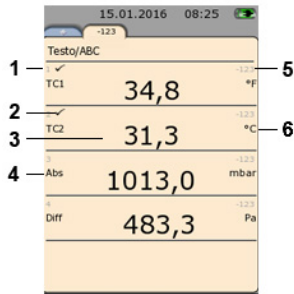 15.01.2016 08:25
-123
Testo/ABC
1 1 ✓ -123 5
TC1 34,8 °F
2 2 ✓ -123
TC2 31,3 °C 6
3
3 -123
4 Abs 1013,0 mbar
4 -123
Diff 483,3 Pa